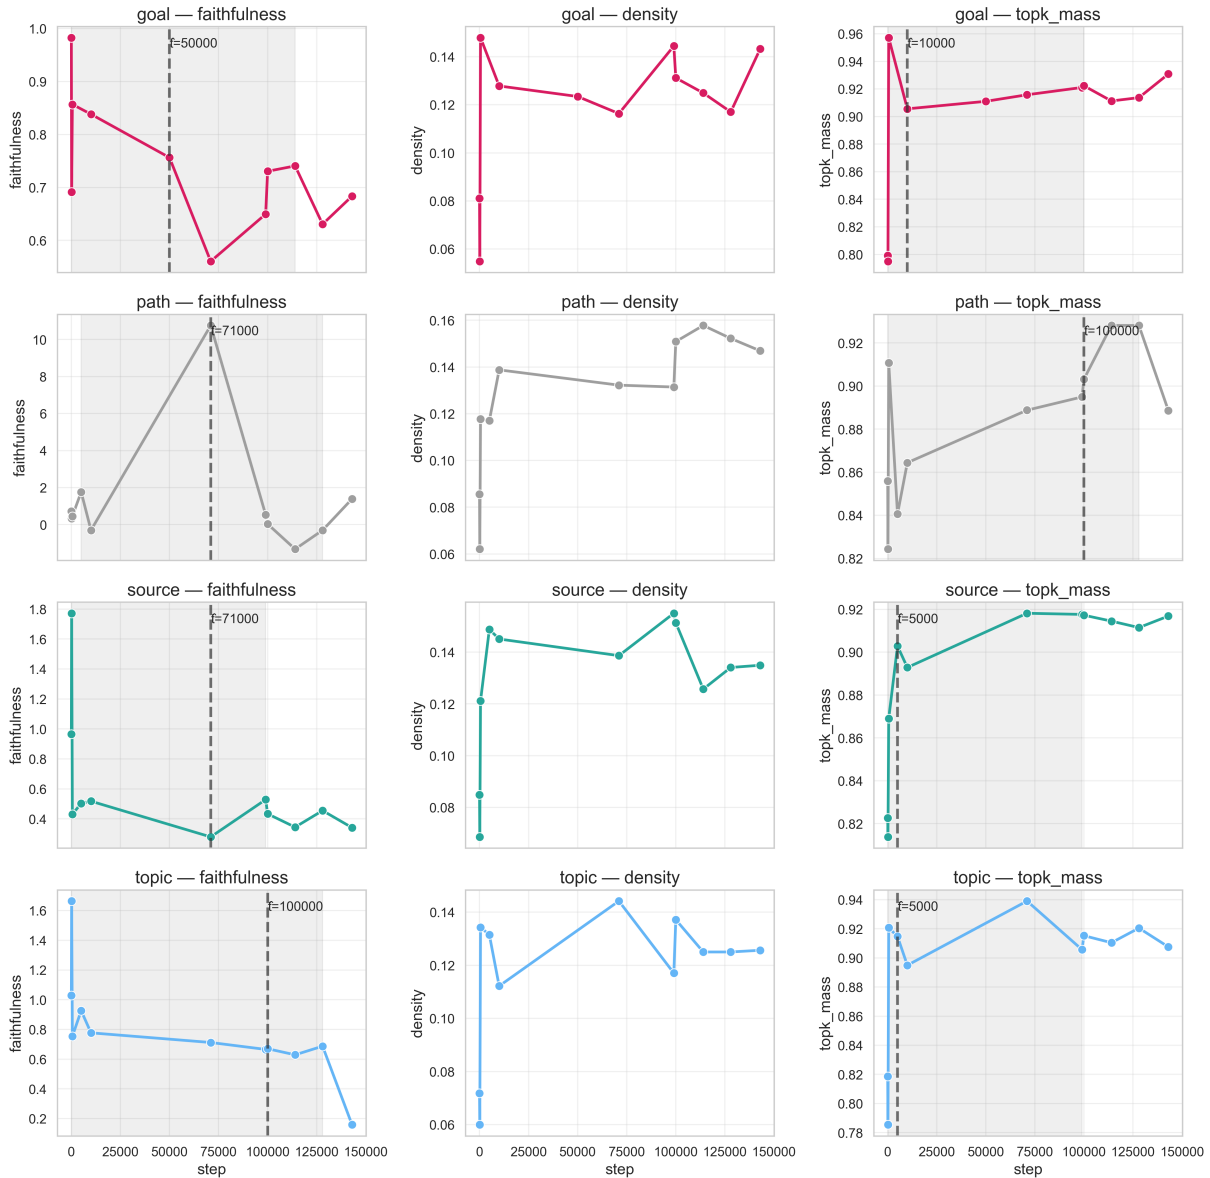 goal — faithfulness
goal — density
goal — topk_mass
1.0
0.9
0.8
0.7
0.6
faithfulness
t̂=50000
0.14
0.12
0.10
0.08
0.06
density
0.96
0.94
0.92
0.90
0.88
0.86
0.84
0.82
0.80
topk_mass
t̂=10000
path — faithfulness
path — density
path — topk_mass
10
8
6
4
2
0
faithfulness
t̂=71000
0.16
0.14
0.12
0.10
0.08
0.06
density
0.92
0.90
0.88
0.86
0.84
0.82
topk_mass
t̂=100000
source — faithfulness
source — density
source — topk_mass
1.8
1.6
1.4
1.2
1.0
0.8
0.6
0.4
faithfulness
t̂=71000
0.14
0.12
0.10
0.08
density
0.92
0.90
0.88
0.86
0.84
0.82
topk_mass
t̂=5000
topic — faithfulness
topic — density
topic — topk_mass
1.6
1.4
1.2
1.0
0.8
0.6
0.4
0.2
faithfulness
t̂=100000
0.14
0.12
0.10
0.08
0.06
density
0.94
0.92
0.90
0.88
0.86
0.84
0.82
0.80
0.78
topk_mass
t̂=5000
0 25000 50000 75000 100000 125000 150000
step
0 25000 50000 75000 100000 125000 150000
step
0 25000 50000 75000 100000 125000 150000
step